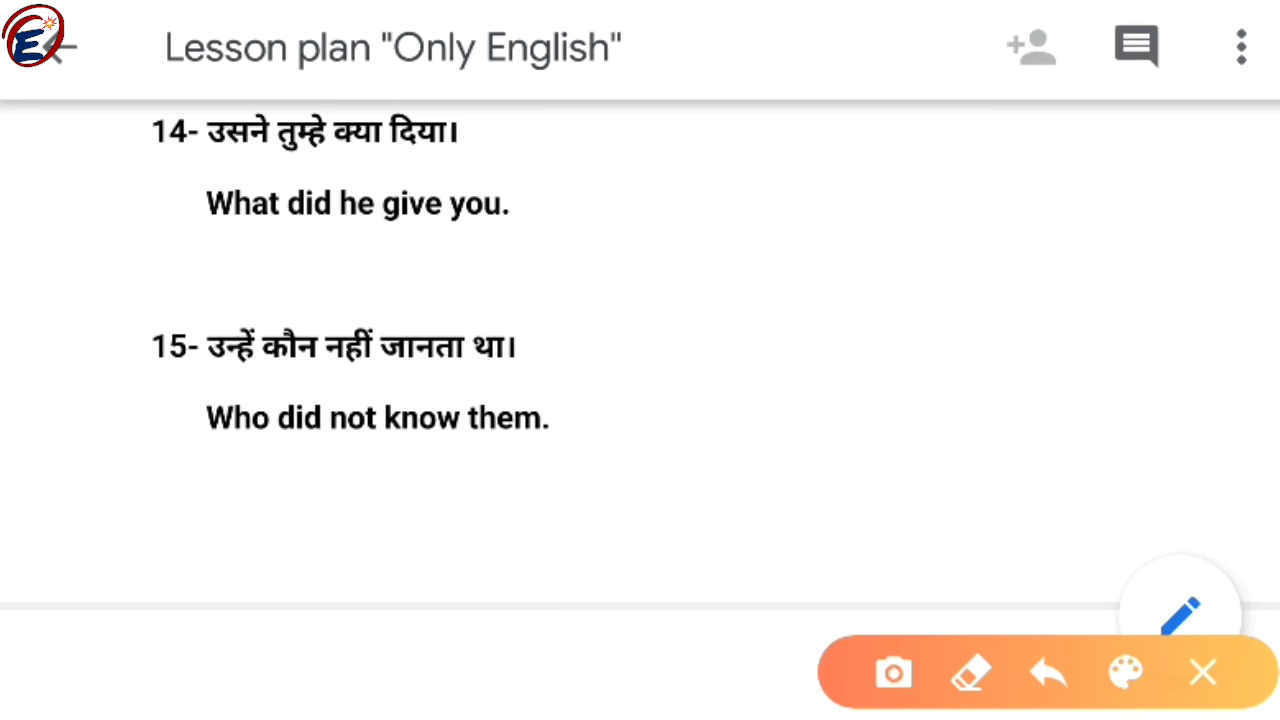 E
Lesson plan "Only English"
14- उसने तुम्हे क्या दिया।
What did he give you.
15- उन्हें कौन नहीं जानता था।
Who did not know them.